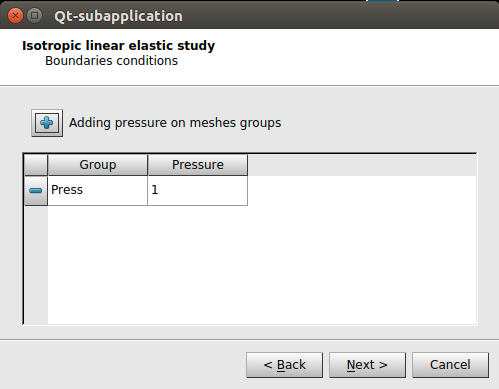 Qt-subapplication
Isotropic linear elastic study
Boundaries conditions
Adding pressure on meshes groups
Group Pressure
Press 1
< Back Next > Cancel